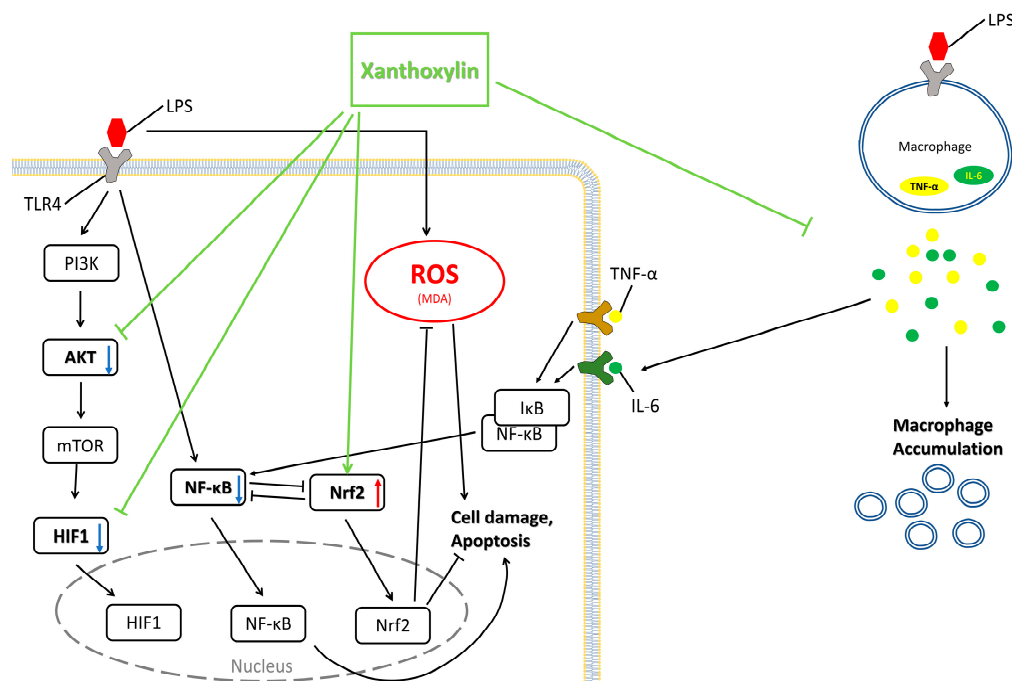 LPS
Xanthoxylin
LPS
Macrophage
TNF-α
IL-6
TLR4
PI3K
ROS
(MDA)
TNF-α
AKT
IL-6
IκB
NF-κB
mTOR
Macrophage
Accumulation
NF-κB
Nrf2
Cell damage,
Apoptosis
HIF1
HIF1
NF-κB
Nrf2
Nucleus